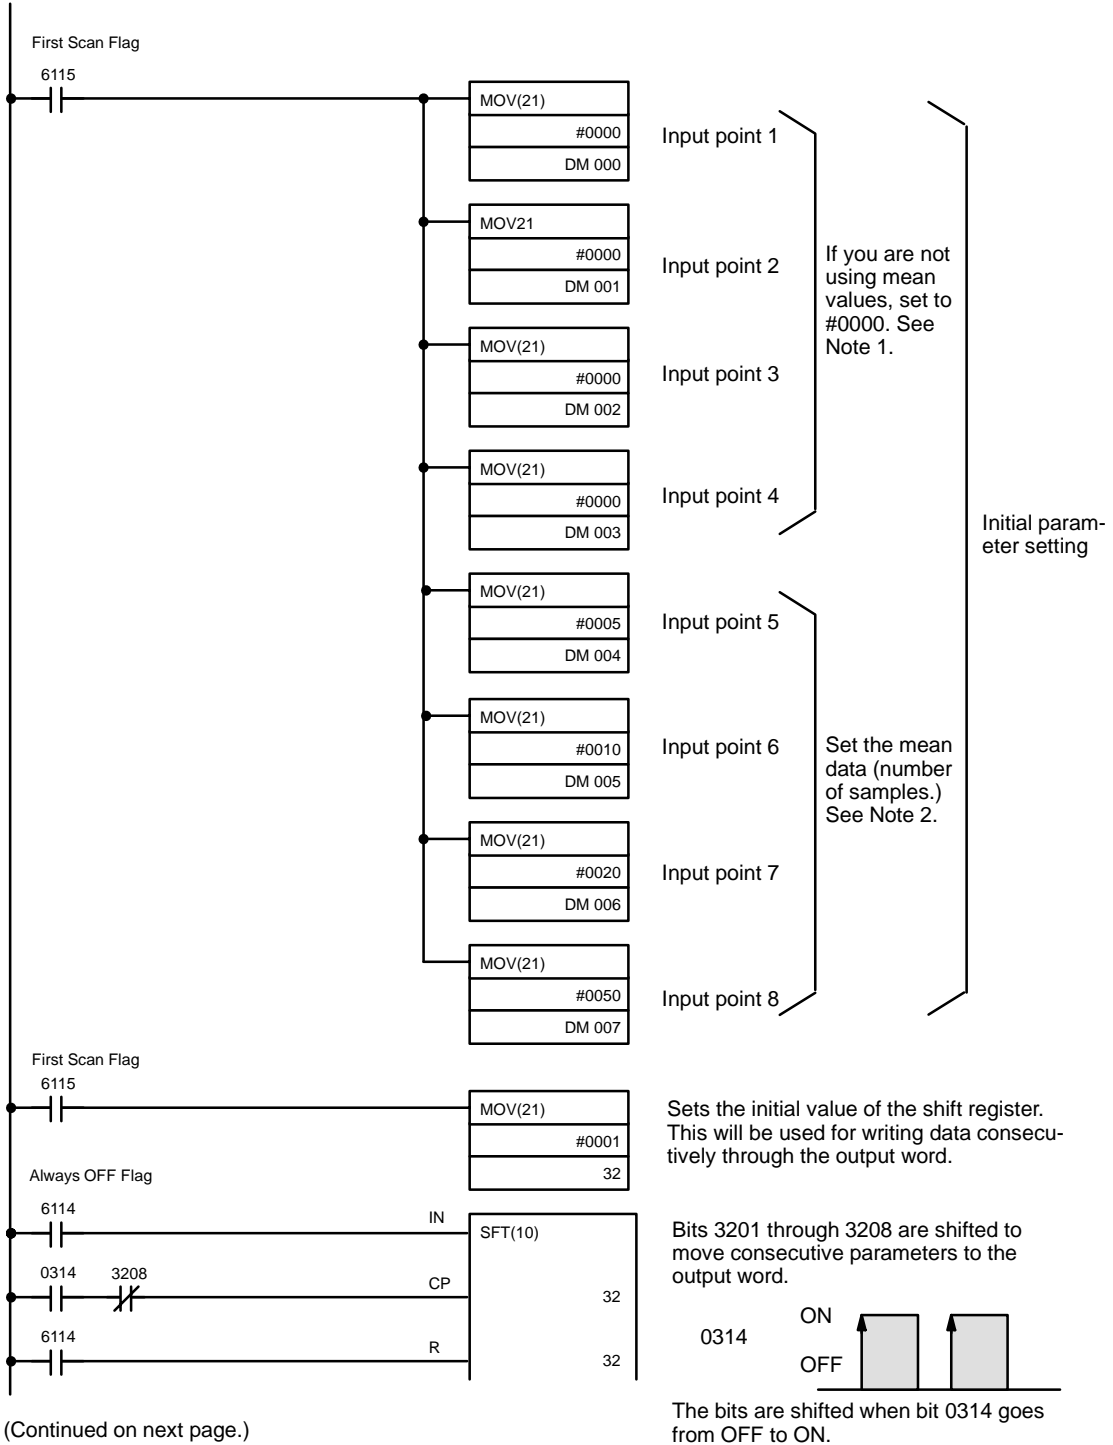 First Scan Flag
6115
MOV(21)
#0000
DM 000
Input point 1
MOV21
#0000
DM 001
Input point 2
MOV(21)
#0000
DM 002
Input point 3
MOV(21)
#0000
DM 003
Input point 4
If you are not
using mean
values, set to
#0000. See
Note 1.
MOV(21)
#0005
DM 004
Input point 5
MOV(21)
#0010
DM 005
Input point 6
MOV(21)
#0020
DM 006
Input point 7
MOV(21)
#0050
DM 007
Input point 8
Set the mean
data (number
of samples.)
See Note 2.
Initial param-
eter setting
First Scan Flag
6115
MOV(21)
#0001
32
Sets the initial value of the shift register.
This will be used for writing data consecu-
tively through the output word.
Always OFF Flag
6114
IN
SFT(10)
0314 3208
CP
32
6114
R
32
Bits 3201 through 3208 are shifted to
move consecutive parameters to the
output word.
0314
ON
OFF
The bits are shifted when bit 0314 goes
from OFF to ON.
(Continued on next page.)